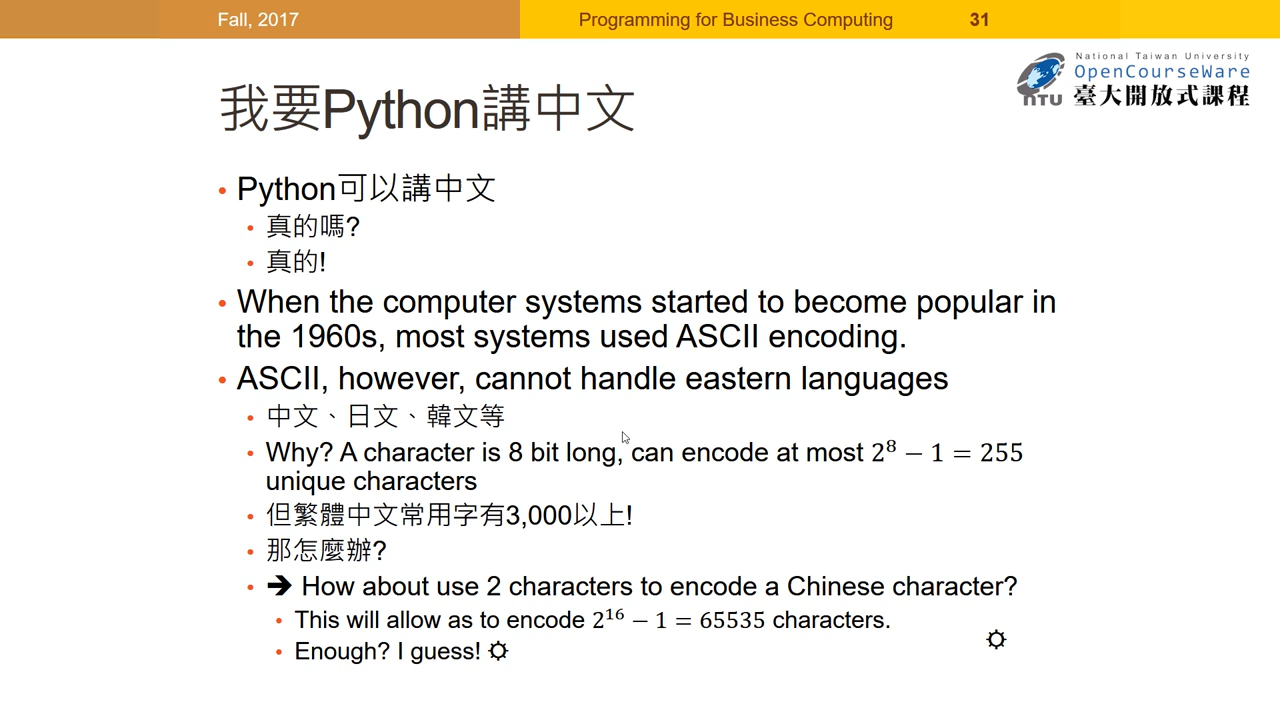 Fall, 2017
Programming for Business Computing
31
National Taiwan University
OpenCourseWare
NTU
臺大開放式課程
我要Python講中文
• Python可以講中文
• 真的嗎?
• 真的!
• When the computer systems started to become popular in
the 1960s, most systems used ASCII encoding.
• ASCII, however, cannot handle eastern languages
• 中文、日文、韓文等
• Why? A character is 8 bit long, can encode at most 2⁸ − 1 = 255
unique characters
• 但繁體中文常用字有3,000以上!
• 那怎麼辦?
• ➔ How about use 2 characters to encode a Chinese character?
• This will allow as to encode 2¹⁶ − 1 = 65535 characters.
• Enough? I guess! ☼